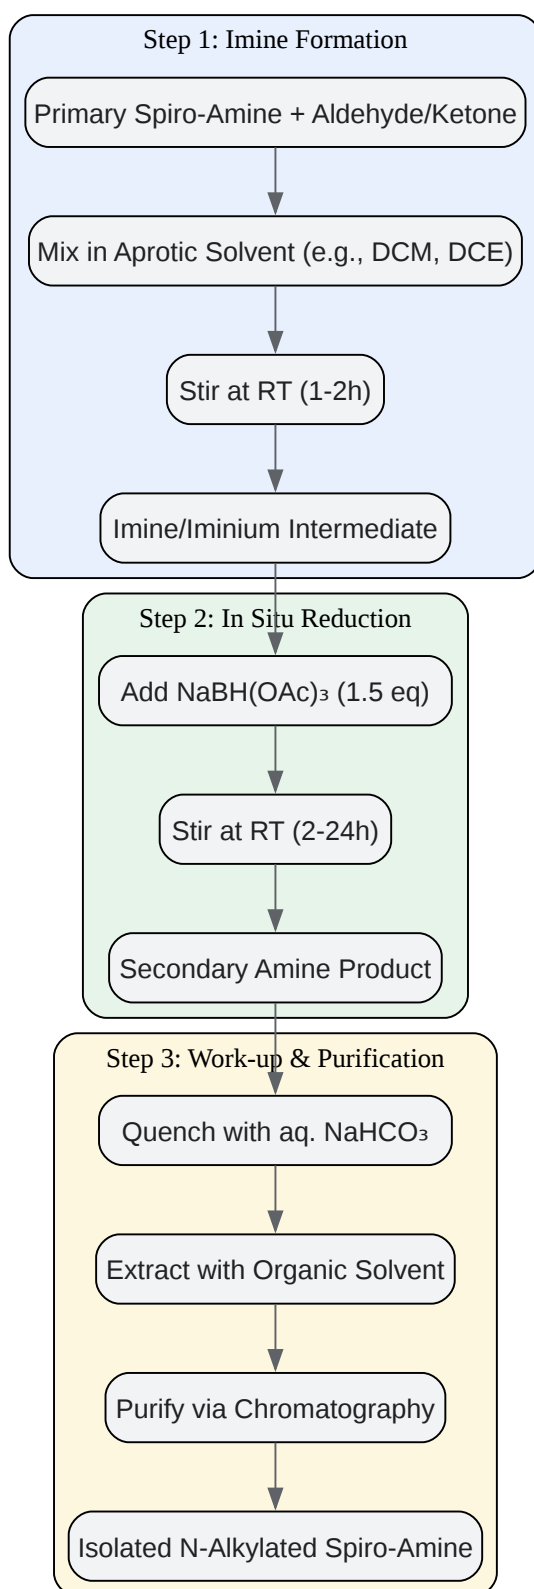 Step 1: Imine Formation
Primary Spiro-Amine + Aldehyde/Ketone
Mix in Aprotic Solvent (e.g., DCM, DCE)
Stir at RT (1-2h)
Imine/Iminium Intermediate
Step 2: In Situ Reduction
Add NaBH(OAc)₃ (1.5 eq)
Stir at RT (2-24h)
Secondary Amine Product
Step 3: Work-up & Purification
Quench with aq. NaHCO₃
Extract with Organic Solvent
Purify via Chromatography
Isolated N-Alkylated Spiro-Amine